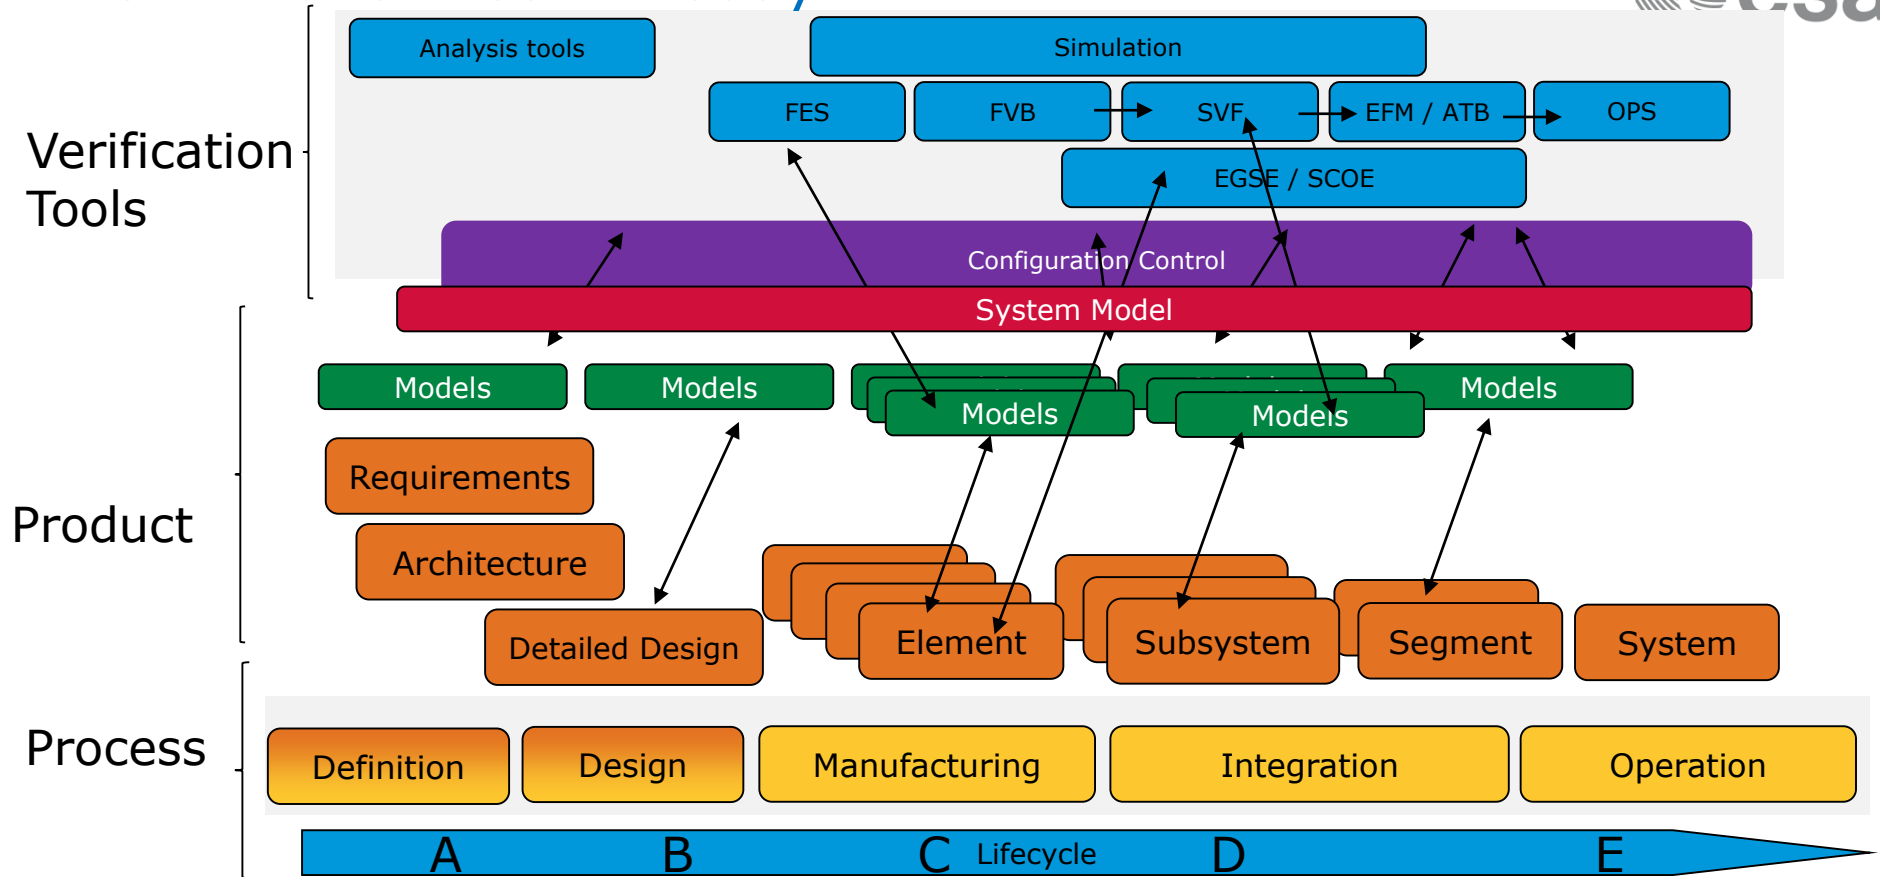 esa
Analysis tools
Simulation
FES
FVB
SVF
EFM / ATB
OPS
Verification
Tools
EGSE / SCOE
Configuration Control
System Model
Models
Models
Models
Models
Models
Requirements
Architecture
Product
Detailed Design
Element
Subsystem
Segment
System
Process
Definition
Design
Manufacturing
Integration
Operation
A
B
C
Lifecycle
D
E